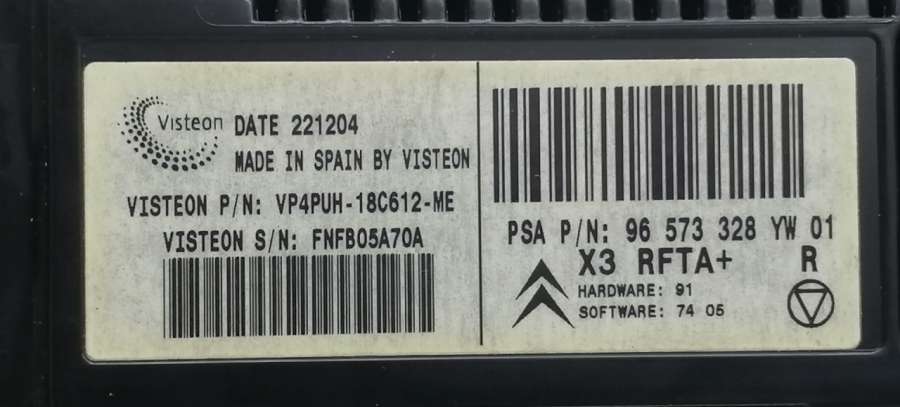 Visteon
DATE 221204
MADE IN SPAIN BY VISTEON
VISTEON P/N: VP4PUH-18C612-ME
VISTEON S/N: FNFB05A70A
PSA P/N: 96 573 328 YW 01
X3 RFTA+ R
HARDWARE: 91
SOFTWARE: 74 05